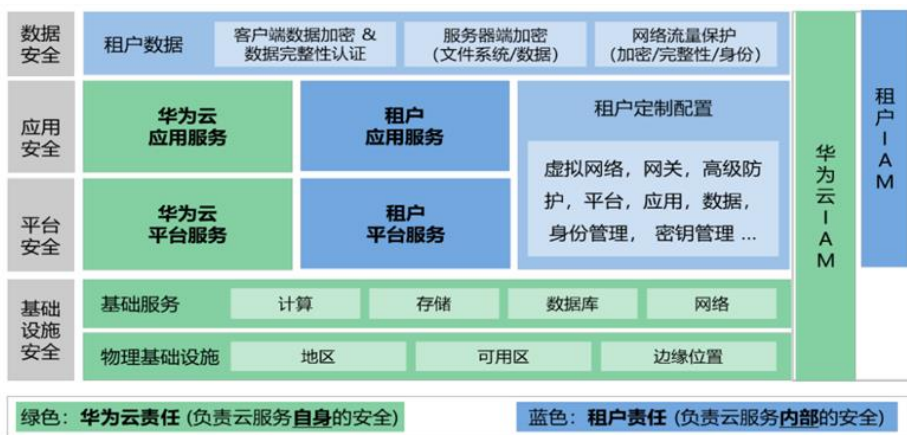 数据
安全
租户数据
客户端数据加密 &
数据完整性认证
服务器端加密
(文件系统/数据)
网络流量保护
(加密/完整性/身份)
应用
安全
华为云
应用服务
租户
应用服务
租户定制配置
虚拟网络，网关，高级防
护，平台，应用，数据，
身份管理， 密钥管理 ...
平台
安全
华为云
平台服务
租户
平台服务
基础
设施
安全
基础服务
计算
存储
数据库
网络
物理基础设施
地区
可用区
边缘位置
华为云IAM
租户IAM
绿色：华为云责任 (负责云服务自身的安全)
蓝色：租户责任 (负责云服务内部的安全)